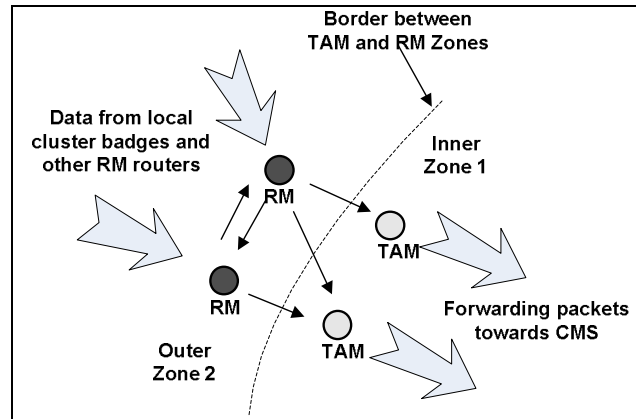 Border between
TAM and RM Zones
Data from local
cluster badges and
other RM routers
Inner
Zone 1
RM
TAM
RM
TAM
Forwarding packets
towards CMS
Outer
Zone 2